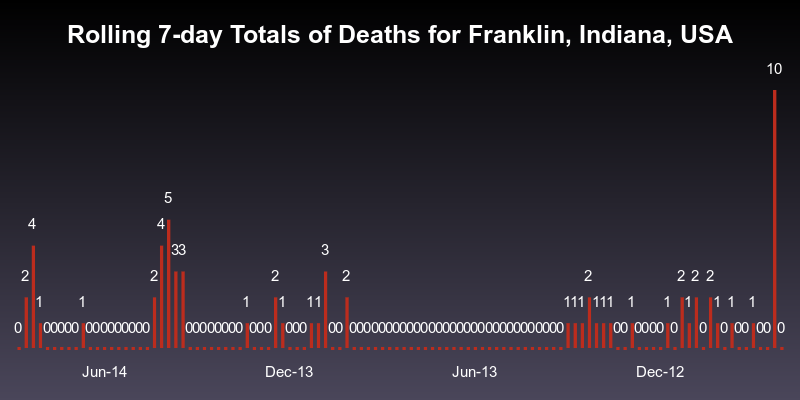 Rolling 7-day Totals of Deaths for Franklin, Indiana, USA
10
5
4 4
33 3
2 2 2 2 2 2 2 2
1 1 1 1 11 111 111 1 1 1 1 1 1
0 00000 000000000 00000000 000 000 00 000000000000000000000000000000 00 0000 0 0 0 00 00 0
Jun-14 Dec-13 Jun-13 Dec-12